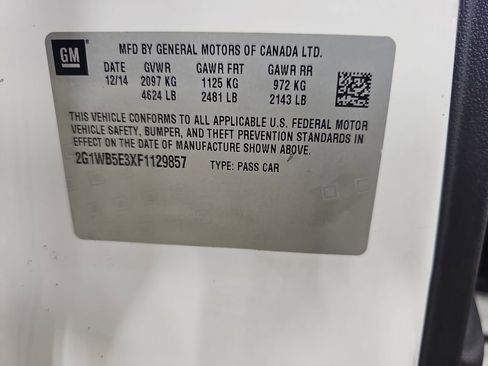 GM
MFD BY GENERAL MOTORS OF CANADA LTD.
DATE GVWR GAWR FRT GAWR RR
12/14 2097 KG 1125 KG 972 KG
4624 LB 2481 LB 2143 LB
THIS VEHICLE CONFORMS TO ALL APPLICABLE U.S. FEDERAL MOTOR
VEHICLE SAFETY, BUMPER, AND THEFT PREVENTION STANDARDS IN
EFFECT ON THE DATE OF MANUFACTURE SHOWN ABOVE.
2G1WB5E3XF1129857 TYPE: PASS CAR